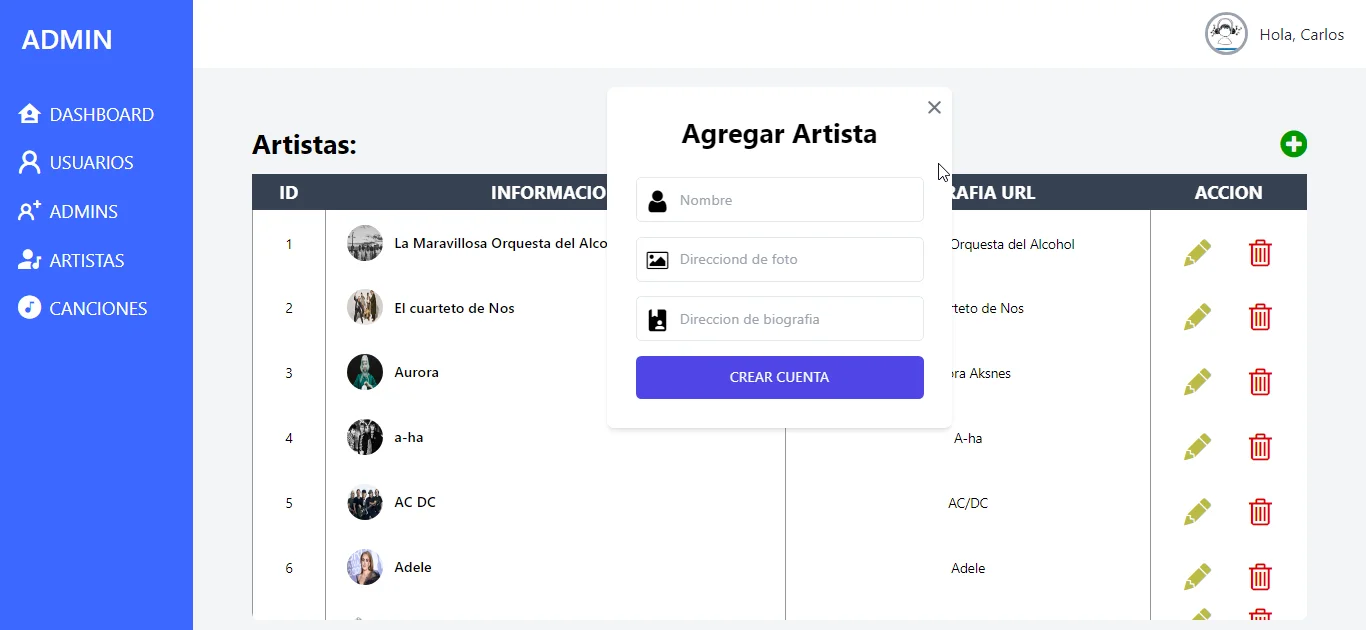 ADMIN
Hola, Carlos
DASHBOARD
USUARIOS
ADMINS
ARTISTAS
CANCIONES
Artistas:
ID
INFORMACIO
RAFIA URL
ACCION
1
La Maravillosa Orquesta del Alco
Orquesta del Alcohol
2
El cuarteto de Nos
rteto de Nos
3
Aurora
ora Aksnes
4
a-ha
A-ha
5
AC DC
AC/DC
6
Adele
Adele
Agregar Artista
Nombre
Direcciond de foto
Direccion de biografia
CREAR CUENTA